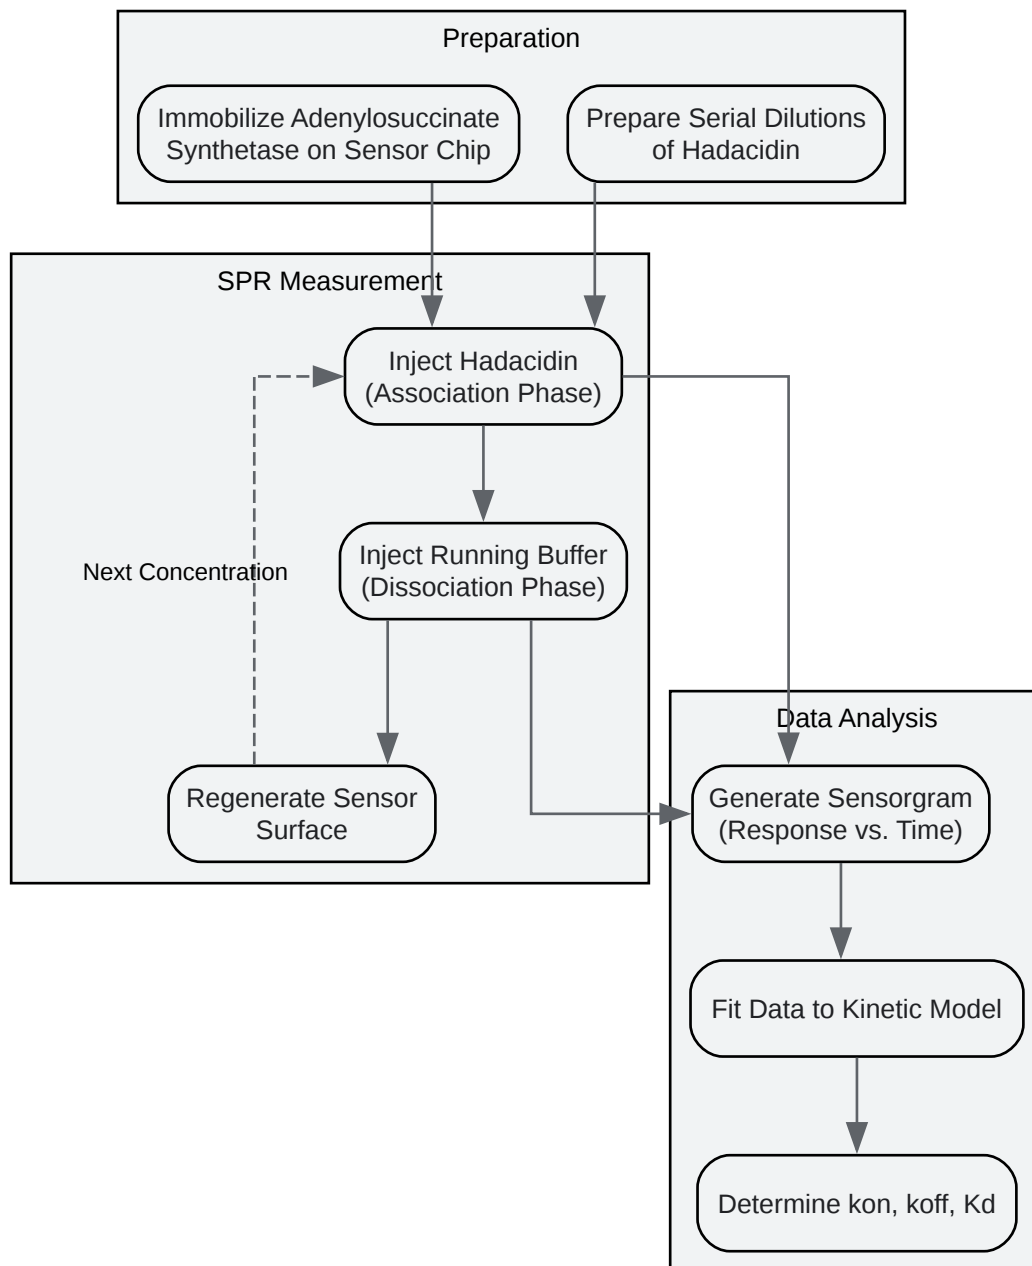 Preparation
Immobilize Adenylosuccinate
Synthetase on Sensor Chip
Prepare Serial Dilutions
of Hadacidin
SPR Measurement
Inject Hadacidin
(Association Phase)
Inject Running Buffer
(Dissociation Phase)
Next Concentration
Regenerate Sensor
Surface
Data Analysis
Generate Sensorgram
(Response vs. Time)
Fit Data to Kinetic Model
Determine kon, koff, Kd